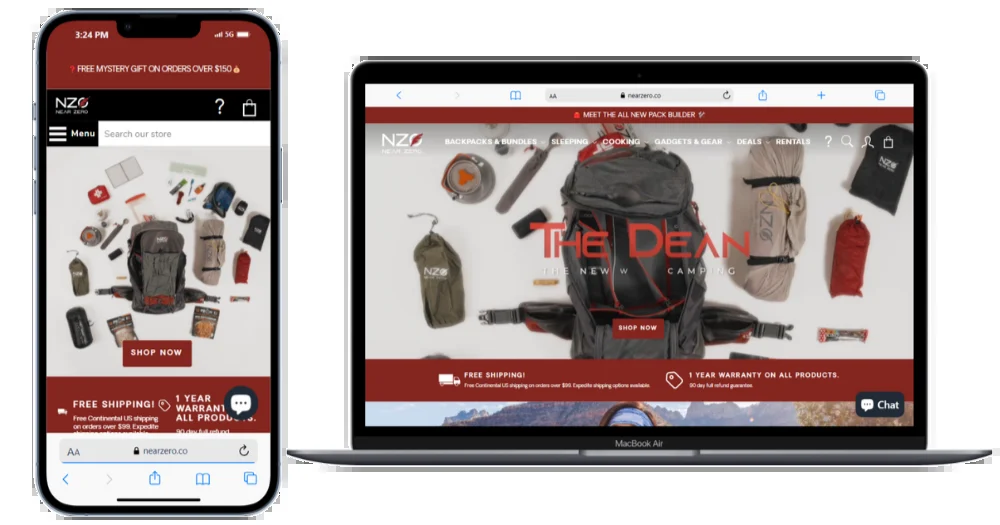 3:24 PM
5G
FREE MYSTERY GIFT ON ORDERS OVER $150
NZO
NEAR ZERO
?
Menu
Search our store
SHOP NOW
FREE SHIPPING!
Free Continental US shipping
on orders over $99. Expedite
1 YEAR
ALL
90 day full refund
AA
nearzero.co
AA
nearzero.co
MEET THE ALL NEW PACK BUILDER
NZO
NEAR ZERO
BACKPACKS & BUNDLES
SLEEPING
COOKING
GADGETS & GEAR
DEALS
RENTALS
?
NZO
NZO
NZO
THE DEAN
THE NEW W CAMPING
SHOP NOW
FREE SHIPPING!
Free Continental US shipping on orders over $99. Expedite shipping options available.
1 YEAR WARRANTY ON ALL PRODUCTS.
90 day full refund guarantee.
Chat
MacBook Air